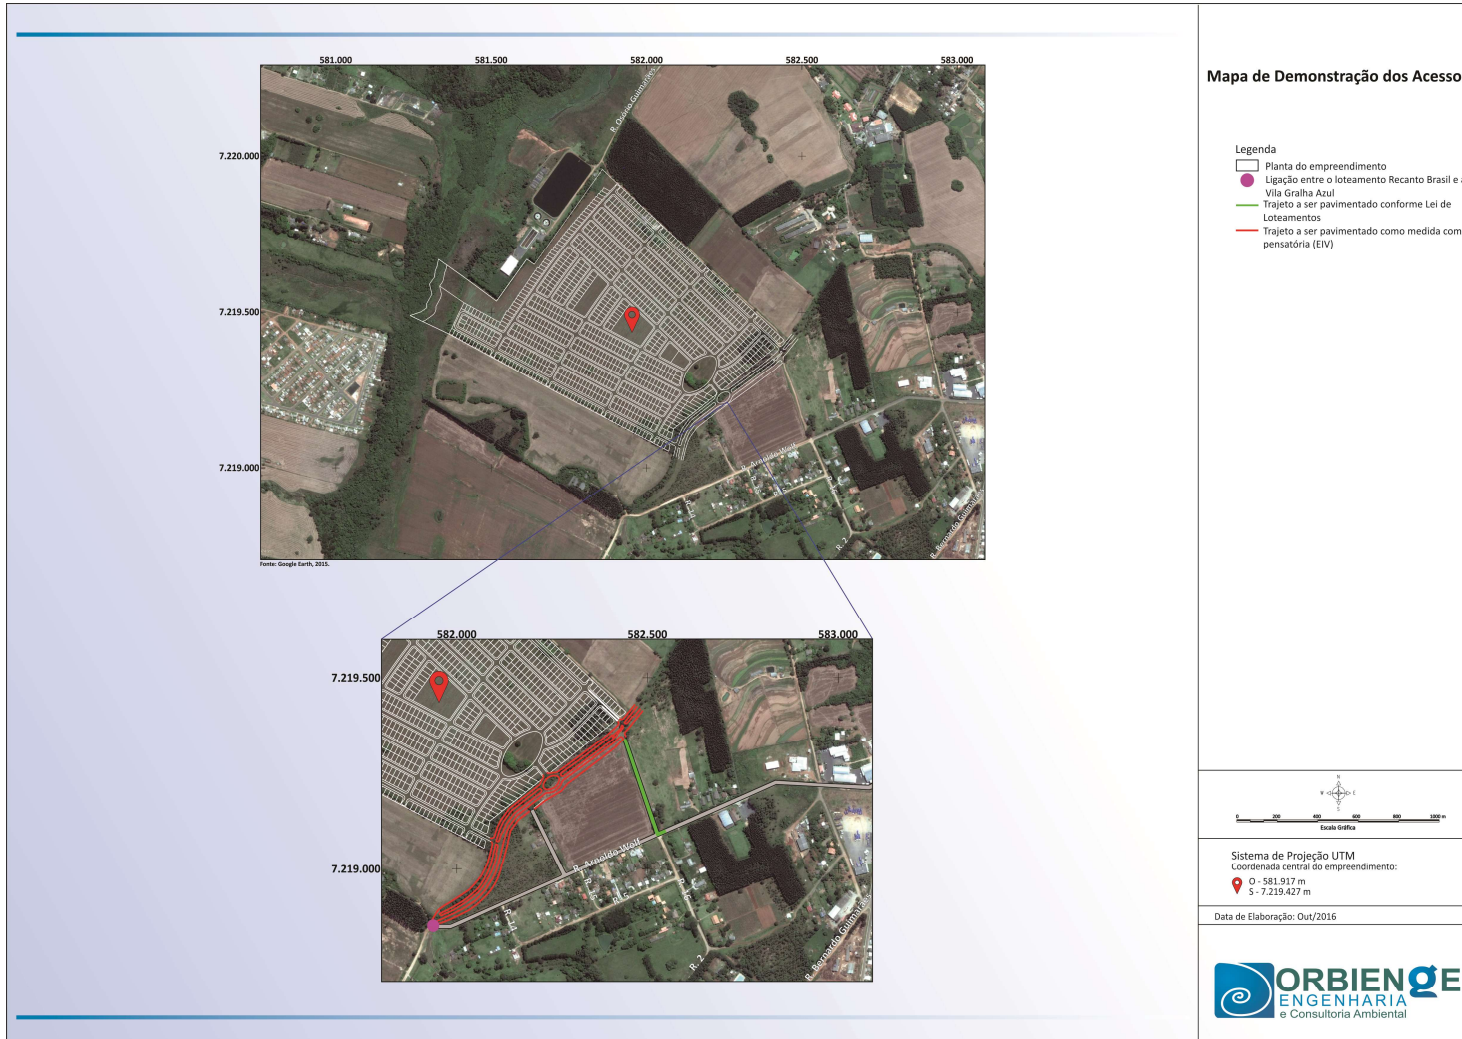 Mapa de Demonstração dos Acesso
581.000 581.500 582.000 582.500 583.000
7.220.000
7.219.500
7.219.000
R. Osório Guimarães
R. Arnoldo Wolf
R. 14
R. 2
R. Bernardo Guimarães
Fonte: Google Earth, 2015.
582.000 582.500 583.000
7.219.500
7.219.000
R. Arnoldo Wolf
R. 14
R. 2
R. Bernardo Guimarães
Legenda
Planta do empreendimento
Ligação entre o loteamento Recanto Brasil e a
Vila Gralha Azul
Trajeto a ser pavimentado conforme Lei de
Loteamentos
Trajeto a ser pavimentado como medida com
pensatória (EIV)
N
W E
S
0 200 400 600 800 1000 m
Escala Gráfica
Sistema de Projeção UTM
Coordenada central do empreendimento:
O - 581.917 m
S - 7.219.427 m
Data de Elaboração: Out/2016
ORBIENGE
ENGENHARIA
e Consultoria Ambiental